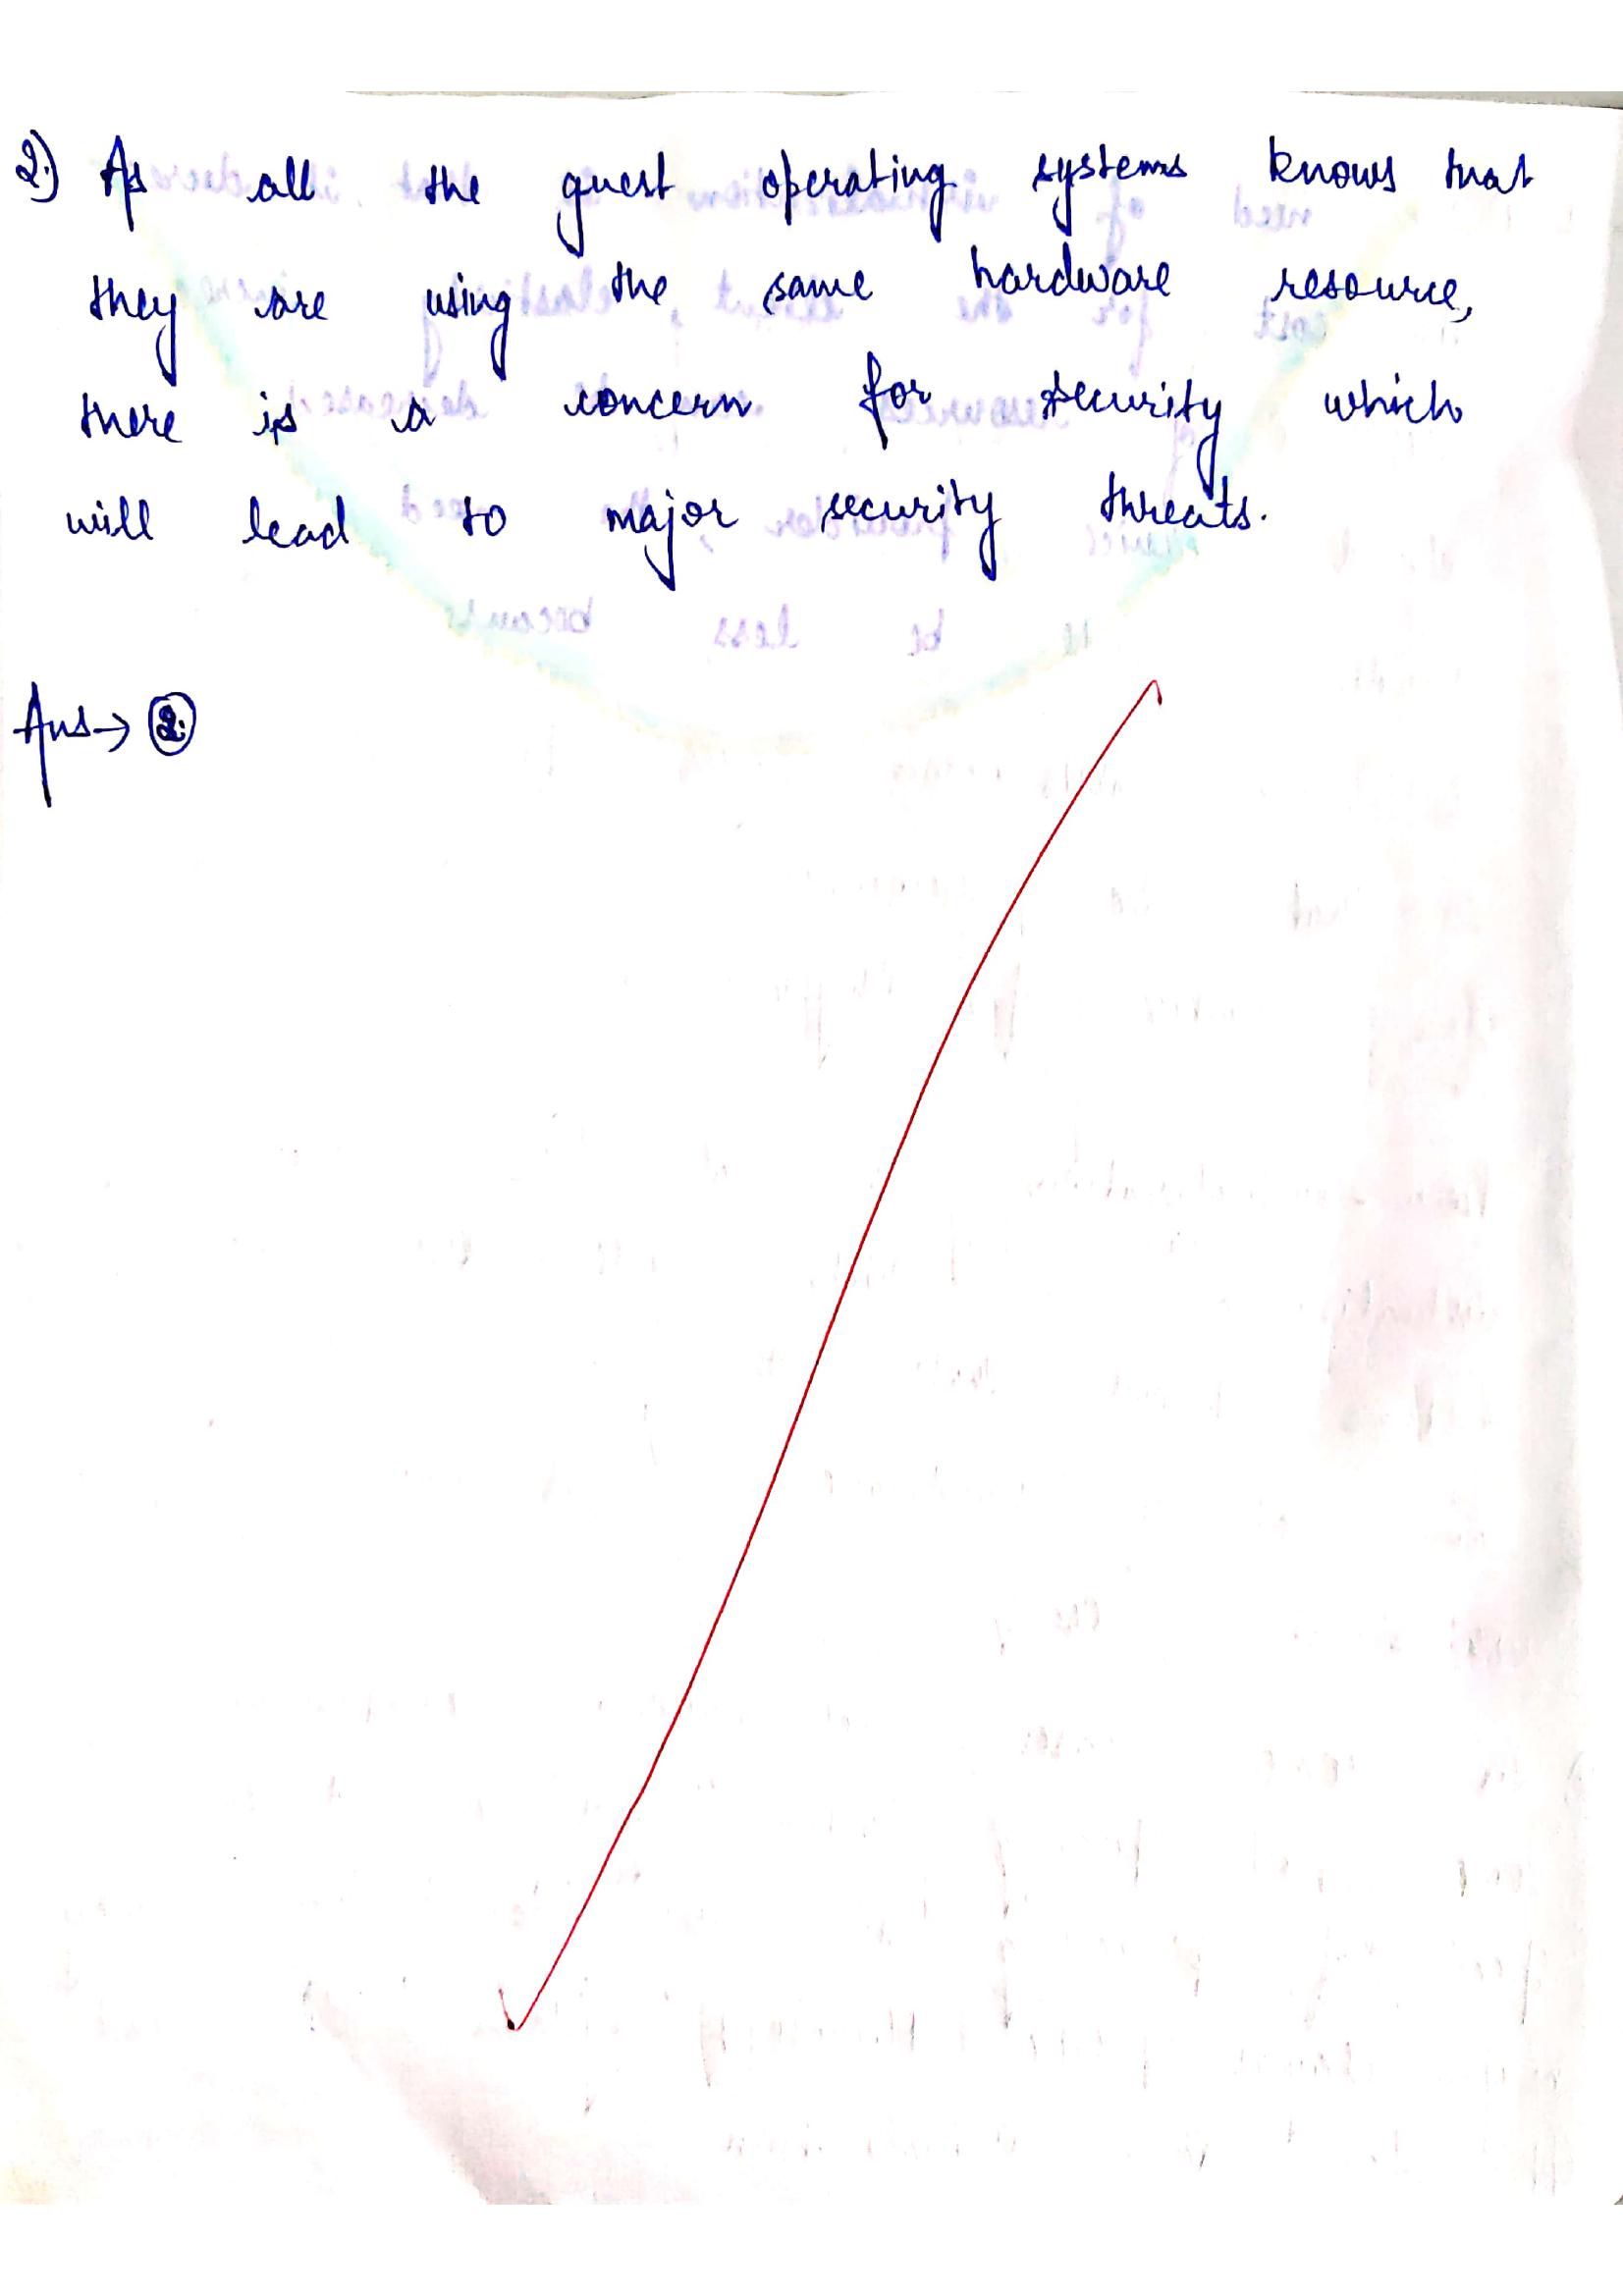 2.) As all the guest operating systems knows that
they are using the same hardware resource,
there is a concern for security which
will lead to major security threats.
Ans → 2.